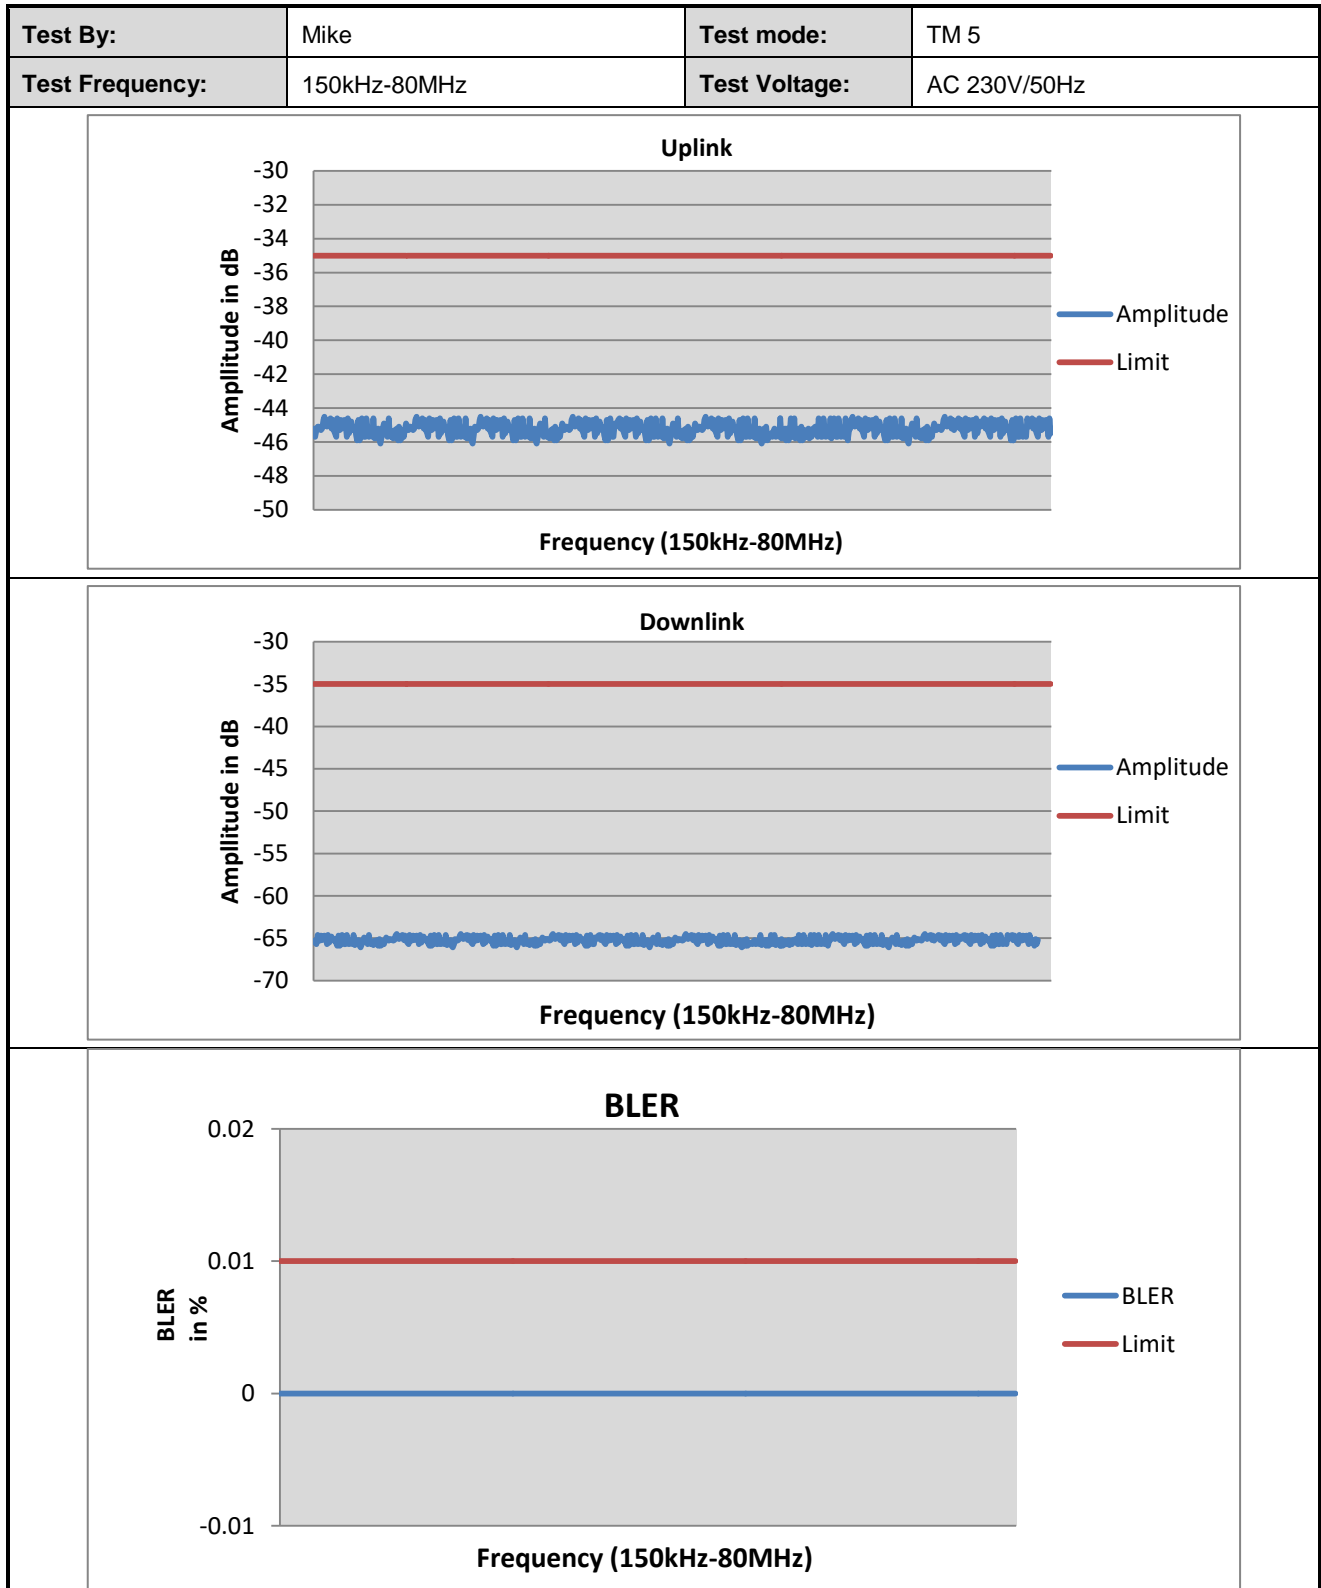 Test By: Mike Test mode: TM 5
Test Frequency: 150kHz-80MHz Test Voltage: AC 230V/50Hz
Uplink
-30
-32
-34
-36
-38
-40
-42
-44
-46
-48
-50
Ampllitude in dB
Amplitude
Limit
Frequency (150kHz-80MHz)
Downlink
-30
-35
-40
-45
-50
-55
-60
-65
-70
Ampllitude in dB
Amplitude
Limit
Frequency (150kHz-80MHz)
BLER
0.02
0.01
0
-0.01
BLER
in %
BLER
Limit
Frequency (150kHz-80MHz)